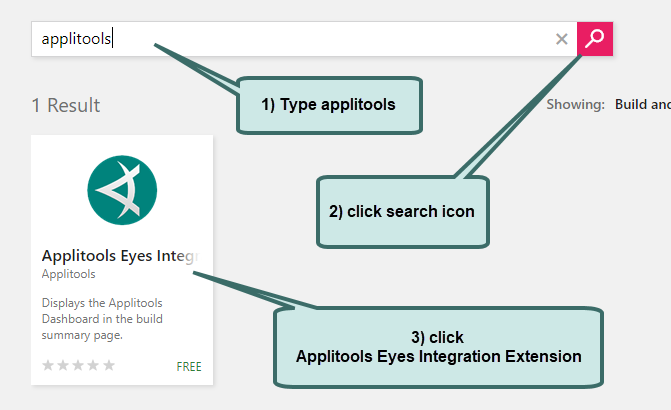 applitools
1) Type applitools
1 Result
Showing: Build and
2) click search icon
Applitools Eyes Integr
Applitools
Displays the Applitools
Dashboard in the build
summary page.
3) click
Applitools Eyes Integration Extension
FREE